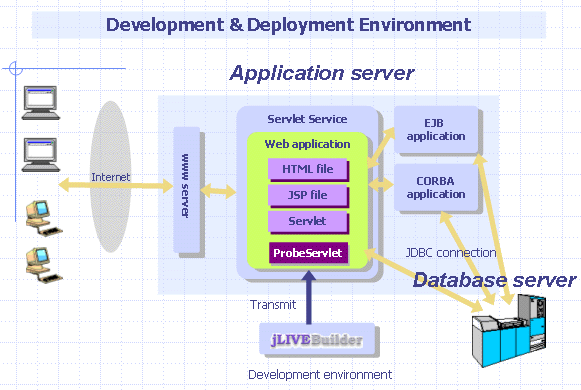 Development & Deployment Environment
Application server
Servlet Service
Web application
HTML file
JSP file
Servlet
ProbeServlet
EJB
application
CORBA
application
Internet
www server
JDBC connection
Database server
Transmit
jLIVEBuilder
Development environment